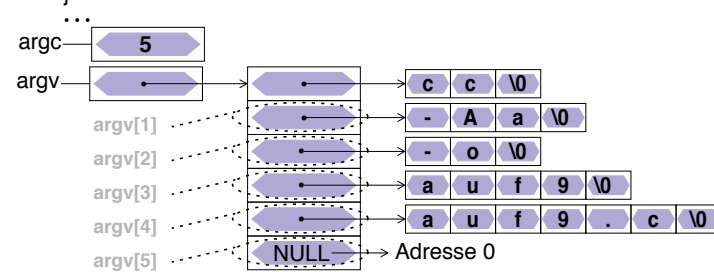 ...
argc 5
argv c c \0
argv[1] - A a \0
argv[2] - o \0
argv[3] a u f 9 \0
argv[4] a u f 9 . c \0
argv[5] NULL Adresse 0